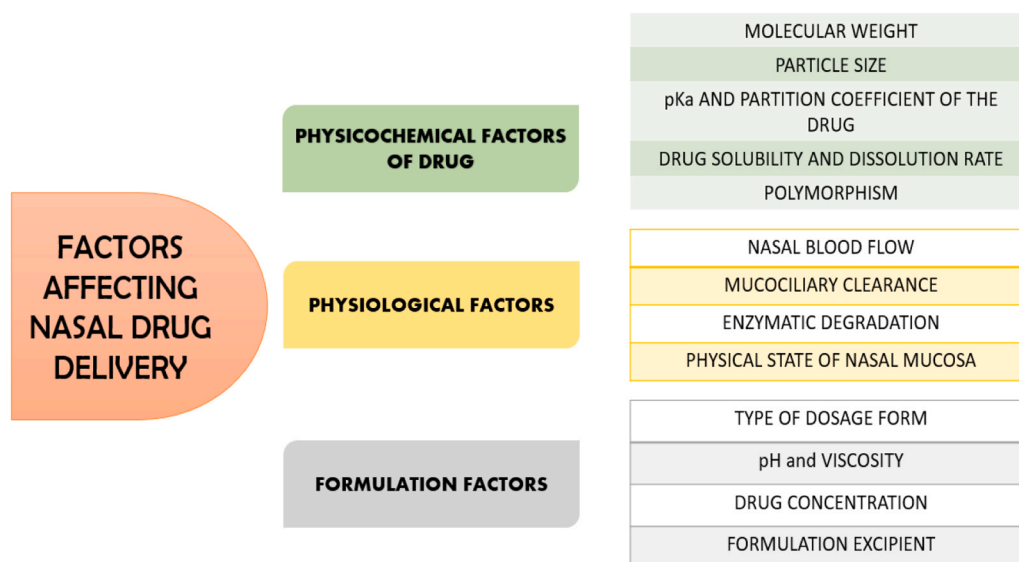 FACTORS
AFFECTING
NASAL DRUG
DELIVERY
PHYSICOCHEMICAL FACTORS
OF DRUG
MOLECULAR WEIGHT
PARTICLE SIZE
pKa AND PARTITION COEFFICIENT OF THE
DRUG
DRUG SOLUBILITY AND DISSOLUTION RATE
POLYMORPHISM
PHYSIOLOGICAL FACTORS
NASAL BLOOD FLOW
MUCOCILIARY CLEARANCE
ENZYMATIC DEGRADATION
PHYSICAL STATE OF NASAL MUCOSA
FORMULATION FACTORS
TYPE OF DOSAGE FORM
pH and VISCOSITY
DRUG CONCENTRATION
FORMULATION EXCIPIENT